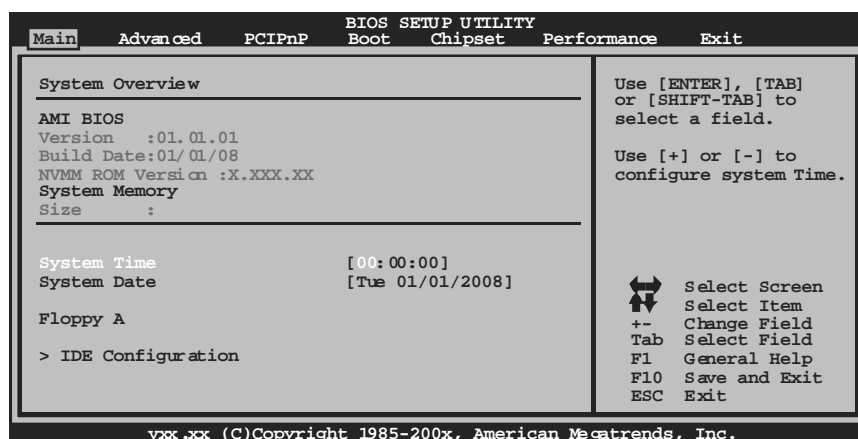 BIOS SETUP UTILITY
Main Advanced PCIPnP Boot Chipset Performance Exit
System Overview
AMI BIOS
Version :01.01.01
Build Date:01/01/08
NVMM ROM Version :X.XXX.XX
System Memory
Size :
System Time [00:00:00]
System Date [Tue 01/01/2008]
Floppy A
> IDE Configuration
Use [ENTER], [TAB]
or [SHIFT-TAB] to
select a field.
Use [+] or [-] to
configure system Time.
Select Screen
Select Item
+- Change Field
Tab Select Field
F1 General Help
F10 Save and Exit
ESC Exit
vxx.xx (C)Copyright 1985-200x, American Megatrends, Inc.